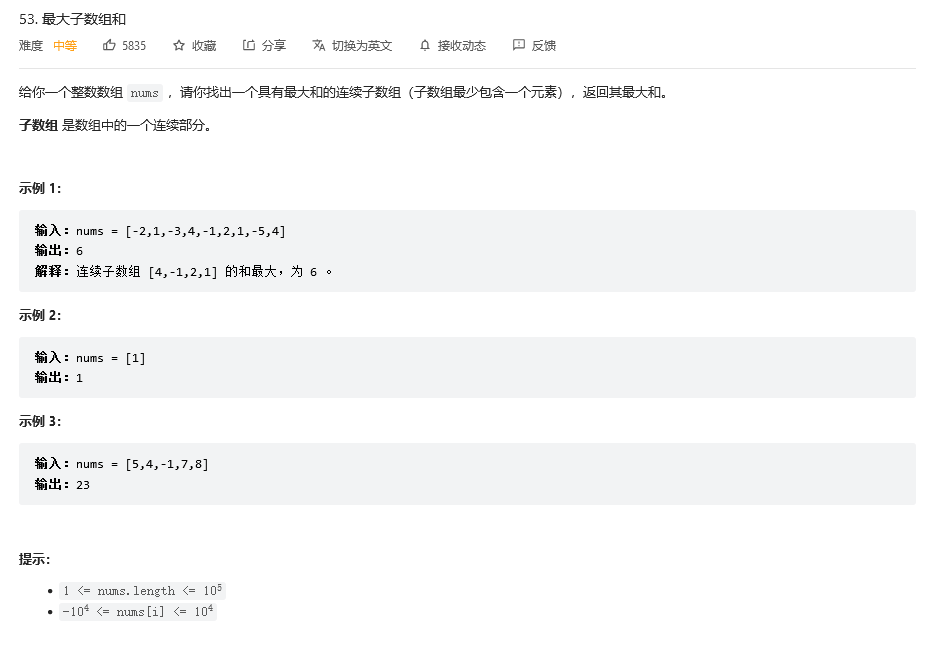 53. 最大子数组和
难度 中等 5835 收藏 分享 切换为英文 接收动态 反馈
给你一个整数数组 nums ，请你找出一个具有最大和的连续子数组（子数组最少包含一个元素），返回其最大和。
子数组 是数组中的一个连续部分。
示例 1：
输入：nums = [-2,1,-3,4,-1,2,1,-5,4]
输出：6
解释：连续子数组 [4,-1,2,1] 的和最大，为 6 。
示例 2：
输入：nums = [1]
输出：1
示例 3：
输入：nums = [5,4,-1,7,8]
输出：23
提示：
• 1 <= nums.length <= 10⁵
• -10⁴ <= nums[i] <= 10⁴